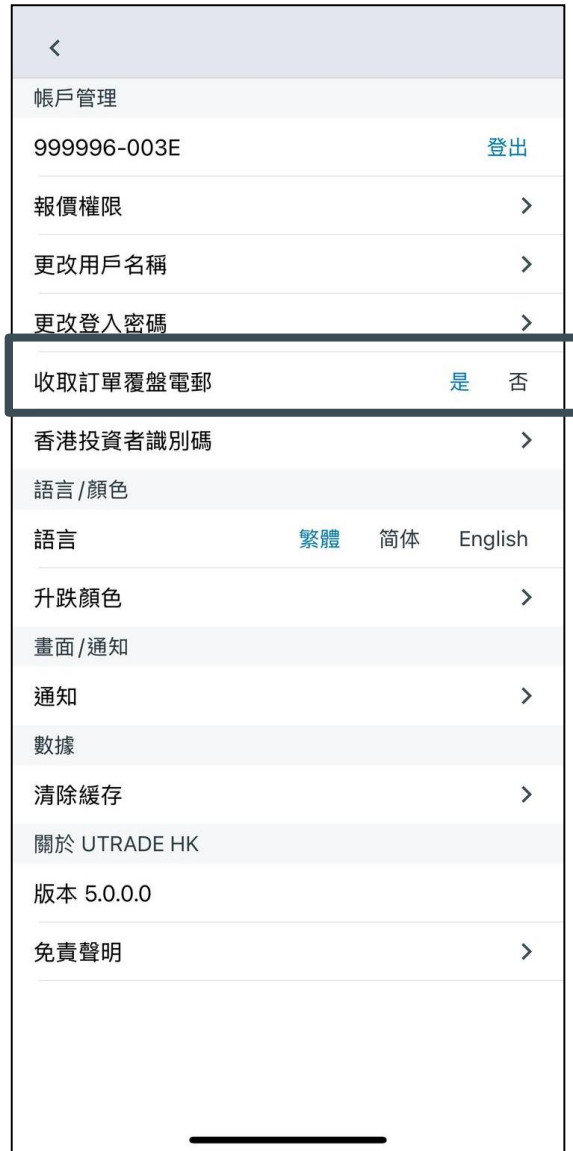 帳戶管理
999996-003E 登出
報價權限
更改用戶名稱
更改登入密碼
收取訂單覆盤電郵 是 否
香港投資者識別碼
語言/顏色
語言 繁體 简体 English
升跌顏色
畫面/通知
通知
數據
清除緩存
關於 UTRADE HK
版本 5.0.0.0
免責聲明